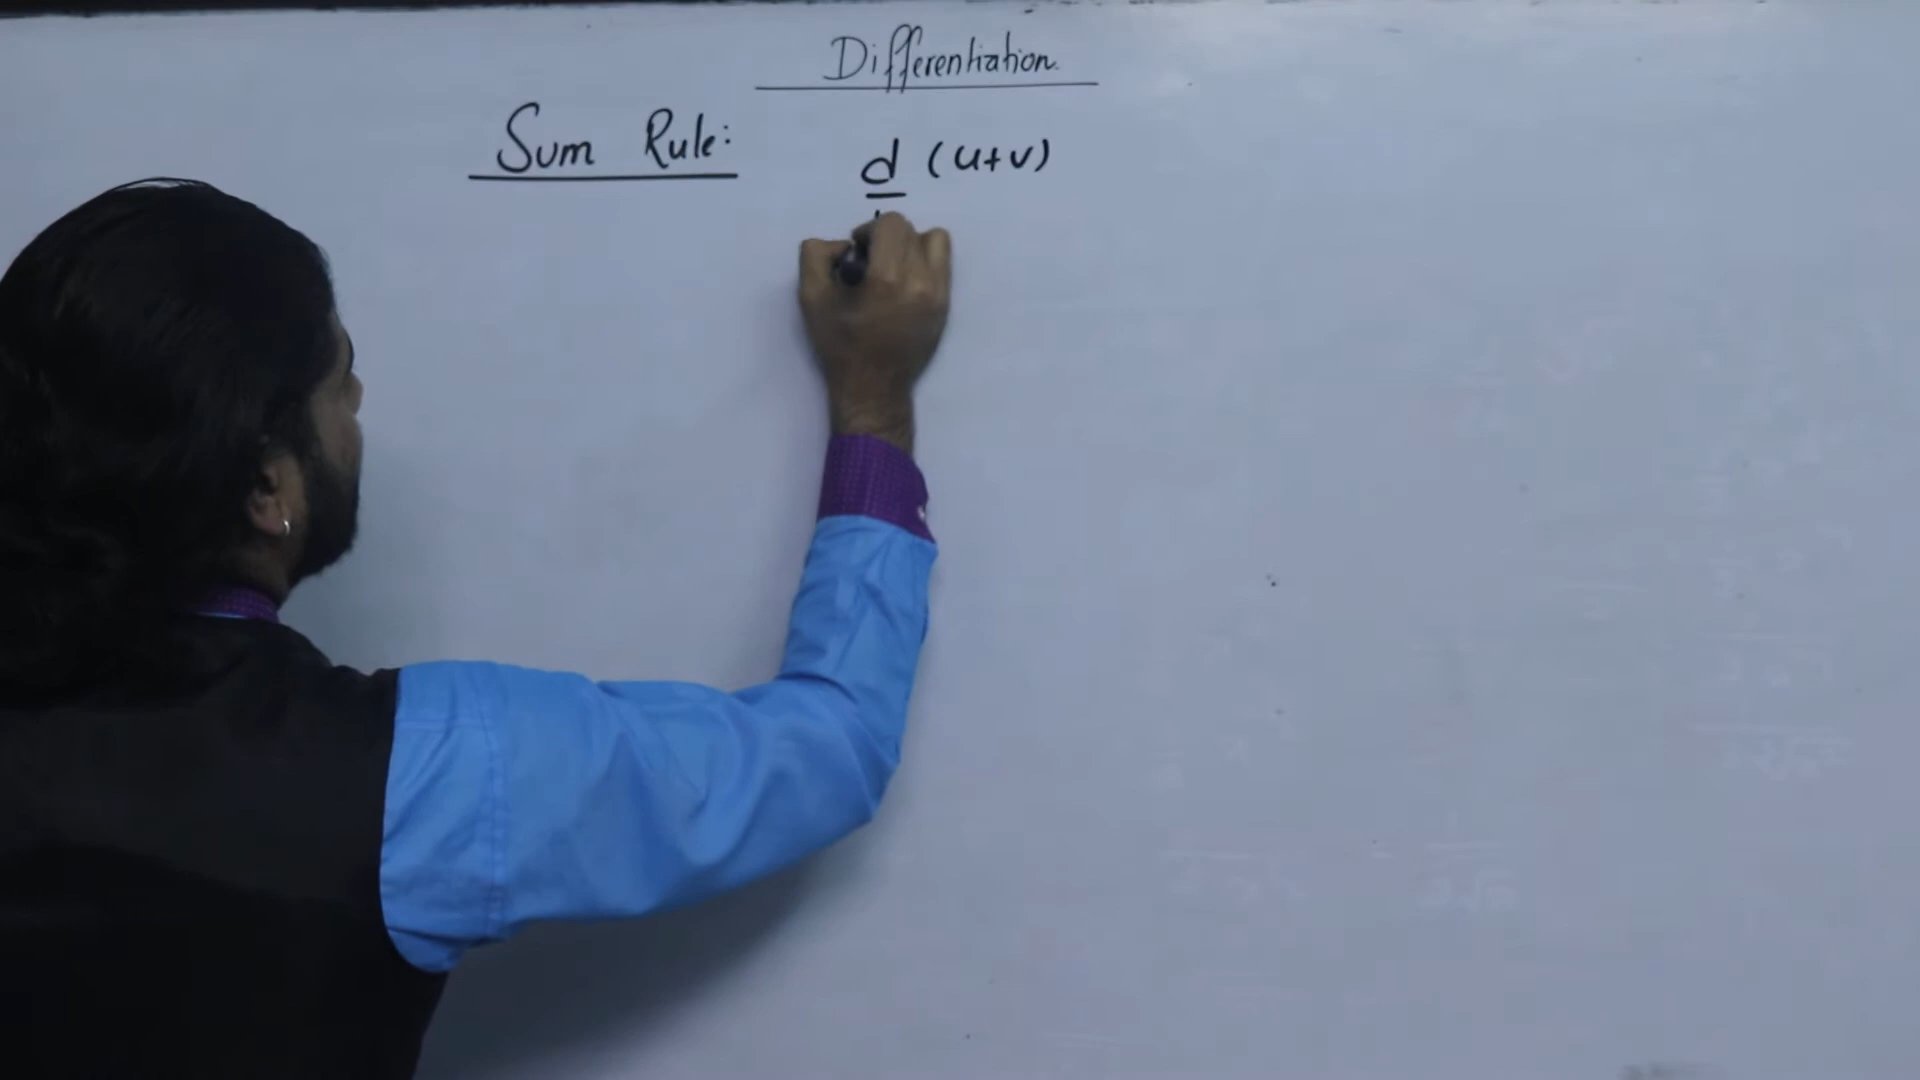 Differentiation.
Sum Rule: d (u+v)